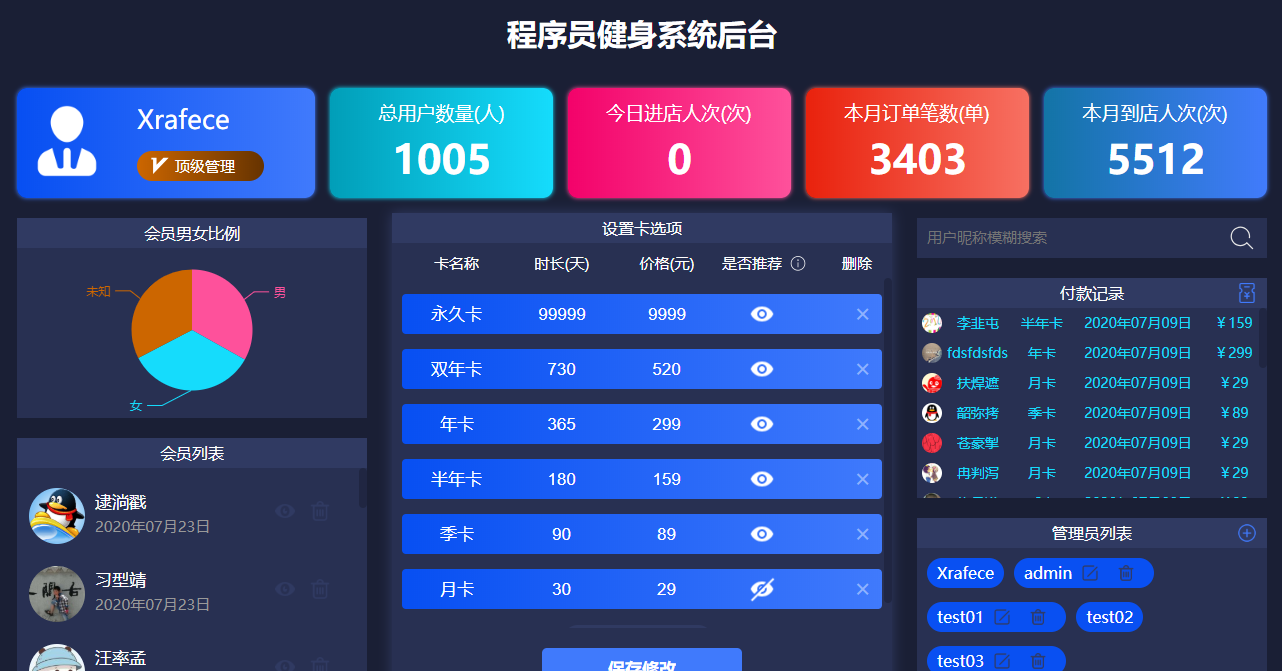 程序员健身系统后台
Xrafece
顶级管理
总用户数量(人)
1005
今日进店人次(次)
0
本月订单笔数(单)
3403
本月到店人次(次)
5512
会员男女比例
未知
男
女
会员列表
逮淌戳
2020年07月23日
习型婧
2020年07月23日
汪率孟
设置卡选项
卡名称 时长(天) 价格(元) 是否推荐 删除
永久卡 99999 9999
双年卡 730 520
年卡 365 299
半年卡 180 159
季卡 90 89
月卡 30 29
保存修改
用户昵称模糊搜索
付款记录
李韭屯 半年卡 2020年07月09日 ¥159
fdsfdsfds 年卡 2020年07月09日 ¥299
扶焊遮 月卡 2020年07月09日 ¥29
韶弥拷 季卡 2020年07月09日 ¥89
苍豪掣 月卡 2020年07月09日 ¥29
冉判泻 月卡 2020年07月09日 ¥29
管理员列表
Xrafece
admin
test01
test02
test03